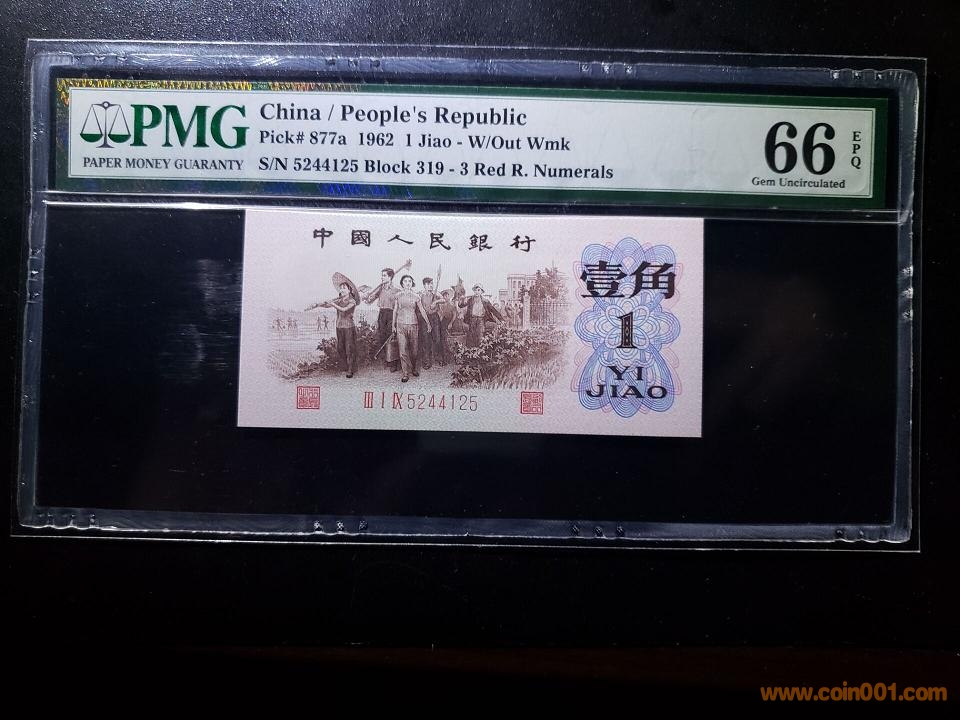 PMG
PAPER MONEY GUARANTY
China / People's Republic
Pick# 877a 1962 1 Jiao - W/Out Wmk
S/N 5244125 Block 319 - 3 Red R. Numerals
66
EPQ
Gem Uncirculated
中國人民銀行
壹角
1
YI
JIAO
III I IX 5244125
www.coin001.com